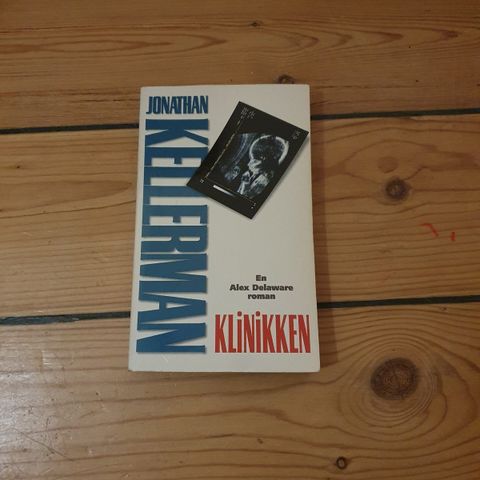 JONATHAN
KELLERMAN
En
Alex Delaware
roman
KLiNiKKEN